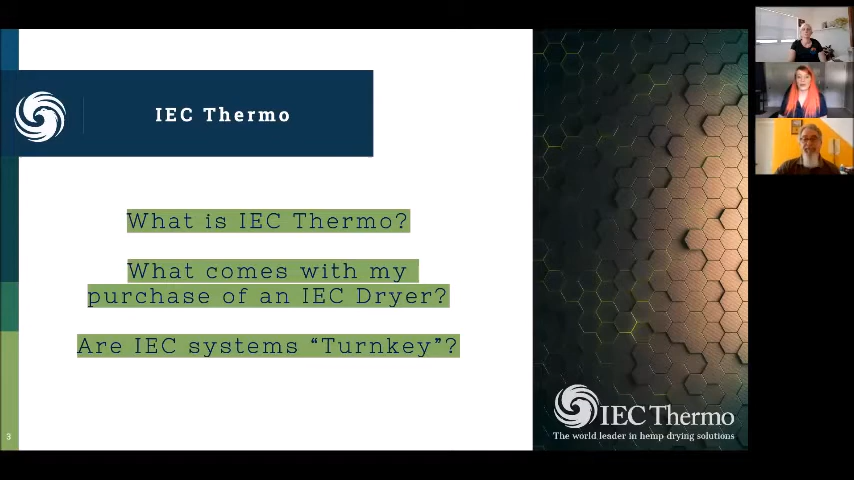 IEC Thermo
What is IEC Thermo?
What comes with my
purchase of an IEC Dryer?
Are IEC systems “Turnkey”?
3
IEC Thermo
The world leader in hemp drying solutions